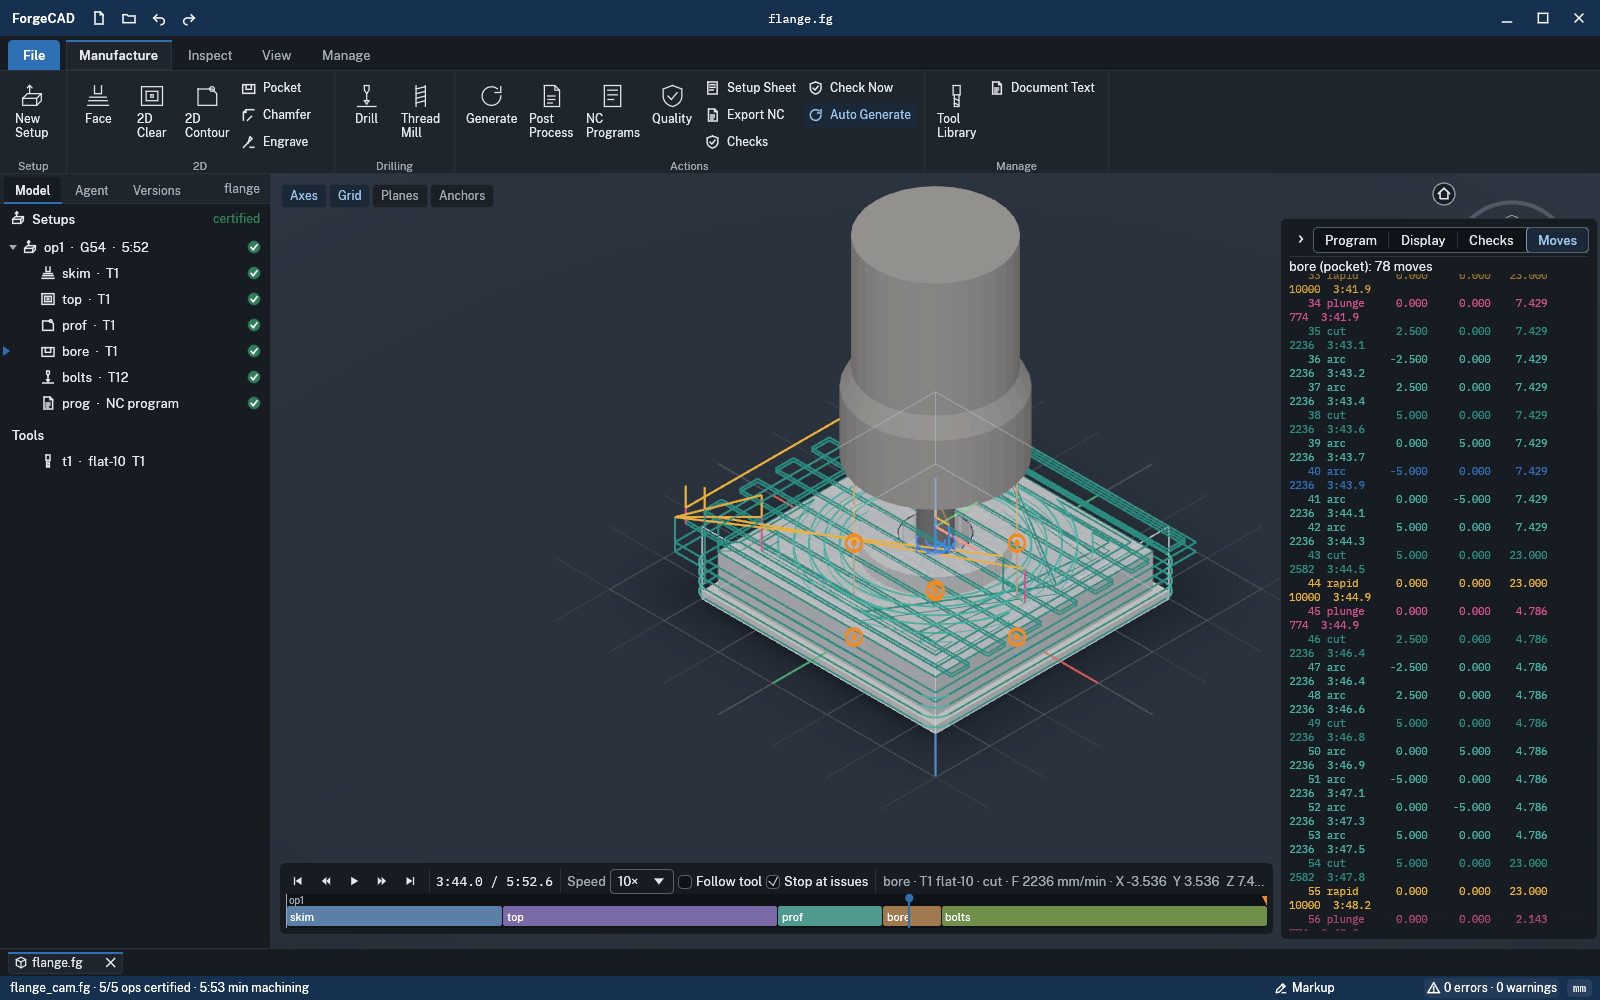 ForgeCAD
flange.fg
File
Manufacture
Inspect
View
Manage
New Setup
Face
2D Clear
2D Contour
Pocket
Chamfer
Engrave
Drill
Thread Mill
Generate
Post Process
NC Programs
Quality
Setup Sheet
Export NC
Checks
Check Now
Auto Generate
Tool Library
Document Text
Setup
2D
Drilling
Actions
Manage
Model
Agent
Versions
flange
Setups
certified
op1 · G54 · 5:52
skim · T1
top · T1
prof · T1
bore · T1
bolts · T12
prog · NC program
Tools
t1 · flat-10 T1
Axes
Grid
Planes
Anchors
Program
Display
Checks
Moves
bore (pocket): 78 moves
33 rapid 0.000 0.000 23.000
10000 3:41.9
34 plunge 0.000 0.000 7.429
774 3:41.9
35 cut 2.500 0.000 7.429
2236 3:43.1
36 arc -2.500 0.000 7.429
2236 3:43.2
37 arc 2.500 0.000 7.429
2236 3:43.4
38 cut 5.000 0.000 7.429
2236 3:43.6
39 arc 0.000 5.000 7.429
2236 3:43.7
40 arc -5.000 0.000 7.429
2236 3:43.9
41 arc 0.000 -5.000 7.429
2236 3:44.1
42 arc 5.000 0.000 7.429
2236 3:44.3
43 cut 5.000 0.000 23.000
2582 3:44.5
44 rapid 0.000 0.000 23.000
10000 3:44.9
45 plunge 0.000 0.000 4.786
774 3:44.9
46 cut 2.500 0.000 4.786
2236 3:46.4
47 arc -2.500 0.000 4.786
2236 3:46.4
48 arc 2.500 0.000 4.786
2236 3:46.6
49 cut 5.000 0.000 4.786
2236 3:46.8
50 arc 0.000 5.000 4.786
2236 3:46.9
51 arc -5.000 0.000 4.786
2236 3:47.1
52 arc 0.000 -5.000 4.786
2236 3:47.3
53 arc 5.000 0.000 4.786
2236 3:47.5
54 cut 5.000 0.000 23.000
2582 3:47.8
55 rapid 0.000 0.000 23.000
10000 3:48.2
56 plunge 0.000 0.000 2.143
3:44.0 / 5:52.6
Speed
10×
Follow tool
Stop at issues
bore · T1 flat-10 · cut · F 2236 mm/min · X -3.536 Y 3.536 Z 7.4...
op1
skim
top
prof
bore
bolts
flange.fg
flange_cam.fg · 5/5 ops certified · 5:53 min machining
Markup
0 errors · 0 warnings
mm